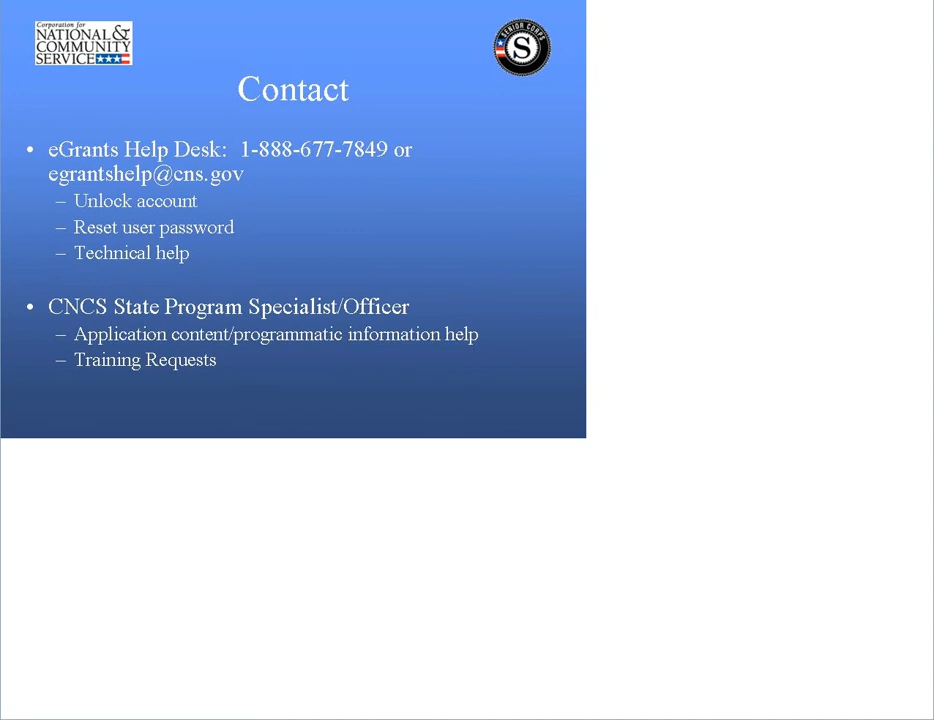 Corporation for
NATIONAL &
COMMUNITY
SERVICE
SENIOR CORPS
S
Contact
• eGrants Help Desk: 1-888-677-7849 or
egrantshelp@cns.gov
– Unlock account
– Reset user password
– Technical help
• CNCS State Program Specialist/Officer
– Application content/programmatic information help
– Training Requests